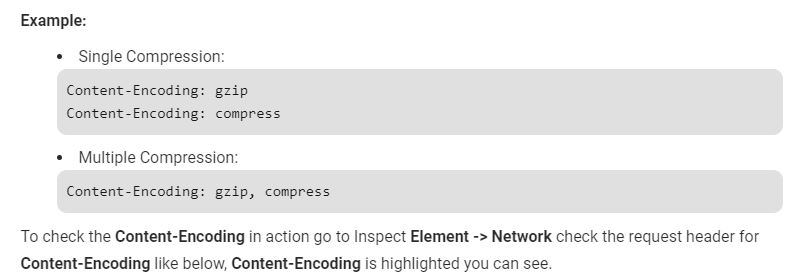 Example:
• Single Compression:
Content-Encoding: gzip
Content-Encoding: compress
• Multiple Compression:
Content-Encoding: gzip, compress
To check the Content-Encoding in action go to Inspect Element -> Network check the request header for
Content-Encoding like below, Content-Encoding is highlighted you can see.